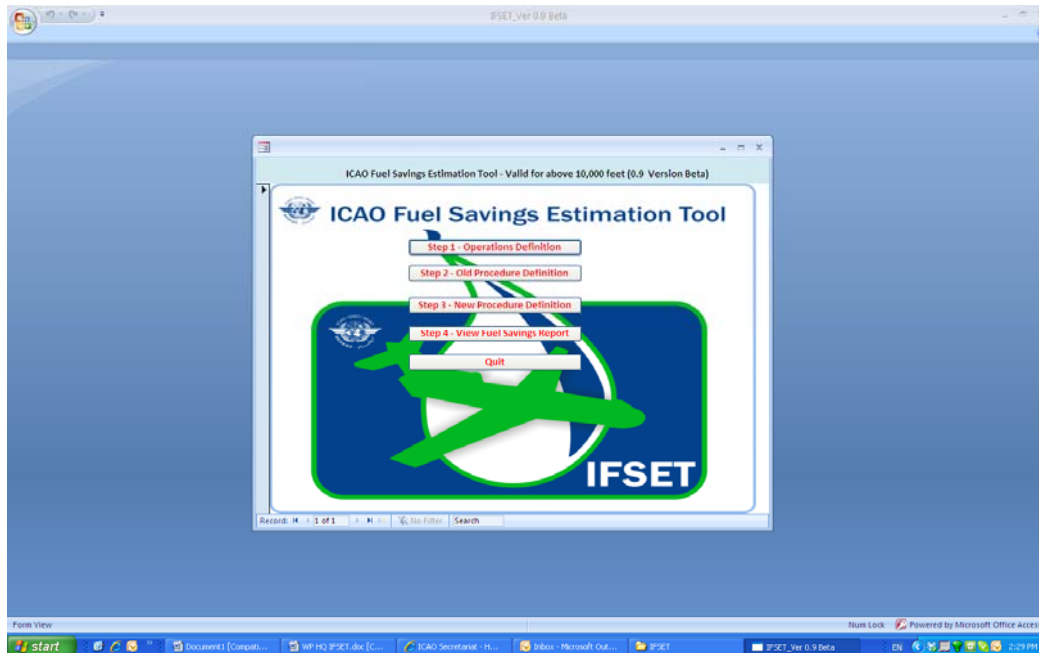 IFSET_Ver 0.9 Beta
ICAO Fuel Savings Estimation Tool - Valid for above 10,000 feet (0.9 Version Beta)
ICAO Fuel Savings Estimation Tool
Step 1 - Operations Definition
Step 2 - Old Procedure Definition
Step 3 - New Procedure Definition
Step 4 - View Fuel Savings Report
Quit
IFSET
Record: 1 of 1 No Filter Search
Form View Num Lock Powered by Microsoft Office Access
start Document1 [Compati... WP HQ IFSET.doc [C... ICAO Secretariat - H... Inbox - Microsoft Out... IFSET IFSET_Ver 0.9 Beta EN 2:29 PM